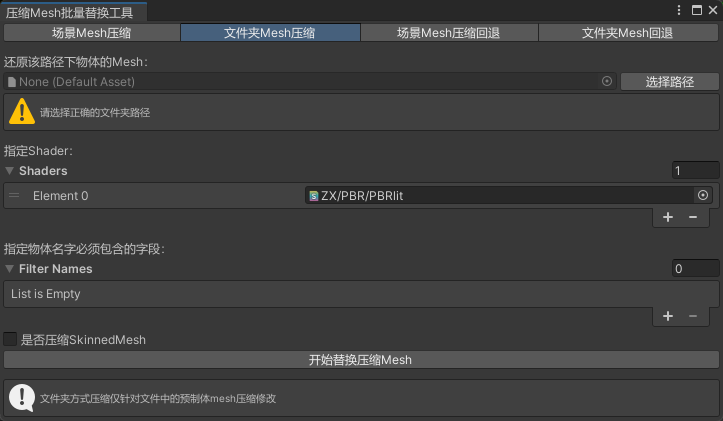 压缩Mesh批量替换工具
场景Mesh压缩 文件夹Mesh压缩 场景Mesh压缩回退 文件夹Mesh回退
还原该路径下物体的Mesh:
None (Default Asset) 选择路径
请选择正确的文件夹路径
指定Shader:
Shaders 1
Element 0 ZX/PBR/PBRlit
+ −
指定物体名字必须包含的字段:
Filter Names 0
List is Empty
+ −
是否压缩SkinnedMesh
开始替换压缩Mesh
文件夹方式压缩仅针对文件中的预制体mesh压缩修改